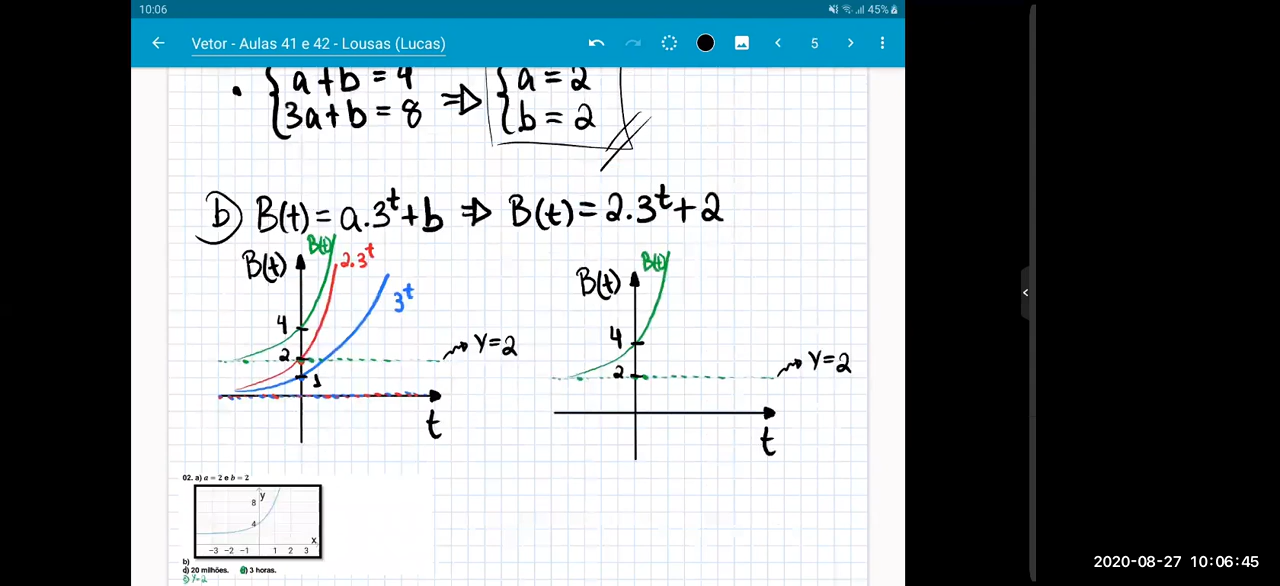 10:06
45%
Vetor - Aulas 41 e 42 - Lousas (Lucas)
5
a+b=4
3a+b=8 ⇒ a=2
b=2
b) B(t)=a.3^t+b ⇒ B(t)=2.3^t+2
B(t) B(t) 2.3^t
3^t
4
2
1
y=2
t
B(t) B(t)
4
2
y=2
t
02. a) a = 2 e b = 2
y
8
4
x
-3 -2 -1 1 2 3
b)
d) 20 milhões. 3 horas.
y=2
2020-08-27 10:06:45